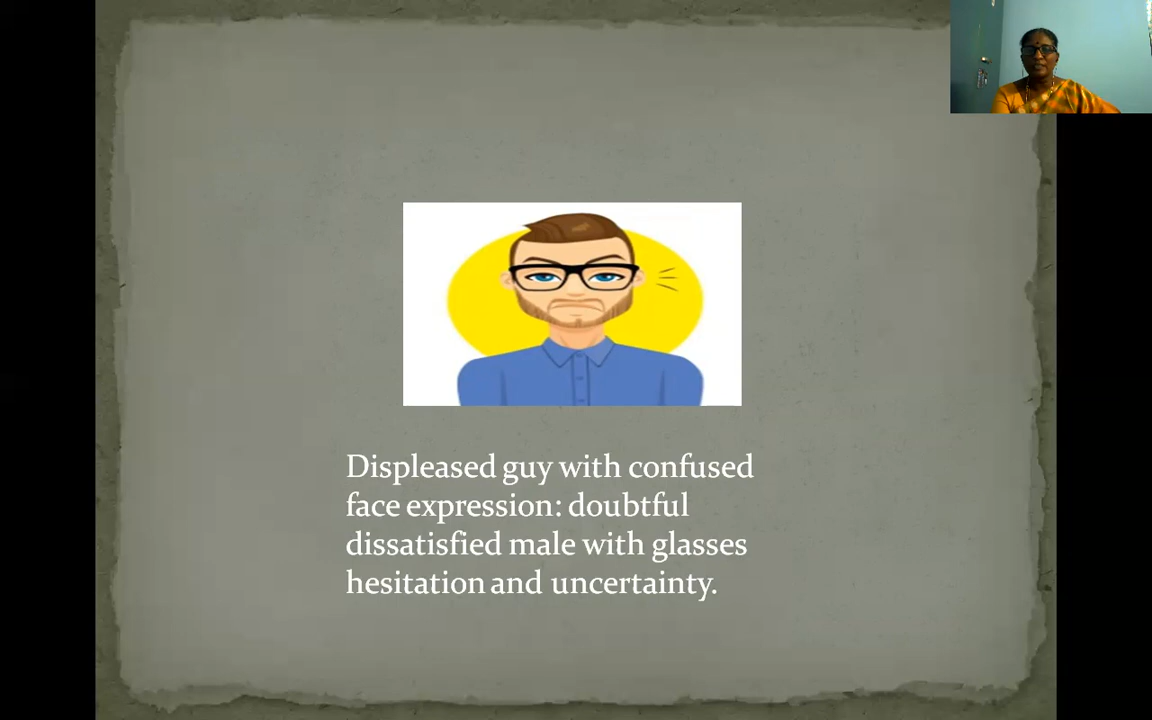 Displeased guy with confused
face expression: doubtful
dissatisfied male with glasses
hesitation and uncertainty.